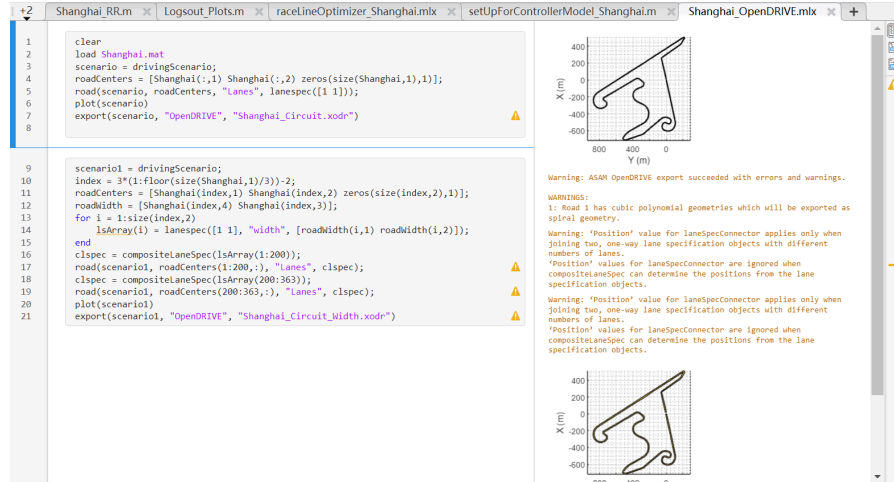 +2 Shanghai_RR.m × Logsout_Plots.m × raceLineOptimizer_Shanghai.mlx × setUpForControllerModel_Shanghai.m × Shanghai_OpenDRIVE.mlx × +
1 clear
2 load Shanghai.mat
3 scenario = drivingScenario;
4 roadCenters = [Shanghai(:,1) Shanghai(:,2) zeros(size(Shanghai,1),1)];
5 road(scenario, roadCenters, "Lanes", lanespec([1 1]));
6 plot(scenario)
7 export(scenario, "OpenDRIVE", "Shanghai_Circuit.xodr")
8
9 scenario1 = drivingScenario;
10 index = 3*(1:floor(size(Shanghai,1)/3))-2;
11 roadCenters = [Shanghai(index,1) Shanghai(index,2) zeros(size(index,2),1)];
12 roadWidth = [Shanghai(index,4) Shanghai(index,3)];
13 for i = 1:size(index,2)
14 lsArray(i) = lanespec([1 1], "width", [roadWidth(i,1) roadWidth(i,2)]);
15 end
16 clspec = compositeLaneSpec(lsArray(1:200));
17 road(scenario1, roadCenters(1:200,:), "Lanes", clspec);
18 clspec = compositeLaneSpec(lsArray(200:363));
19 road(scenario1, roadCenters(200:363,:), "Lanes", clspec);
20 plot(scenario1)
21 export(scenario1, "OpenDRIVE", "Shanghai_Circuit_Width.xodr")
400
200
0
-200
-400
-600
X (m)
800 400 0
Y (m)
Warning: ASAM OpenDRIVE export succeeded with errors and warnings.
WARNINGS:
1: Road 1 has cubic polynomial geometries which will be exported as
spiral geometry.
Warning: ‘Position’ value for laneSpecConnector applies only when
joining two, one-way lane specification objects with different
numbers of lanes.
‘Position’ values for laneSpecConnector are ignored when
compositeLaneSpec can determine the positions from the lane
specification objects.
Warning: ‘Position’ value for laneSpecConnector applies only when
joining two, one-way lane specification objects with different
numbers of lanes.
‘Position’ values for laneSpecConnector are ignored when
compositeLaneSpec can determine the positions from the lane
specification objects.
400
200
0
-200
-400
-600
X (m)